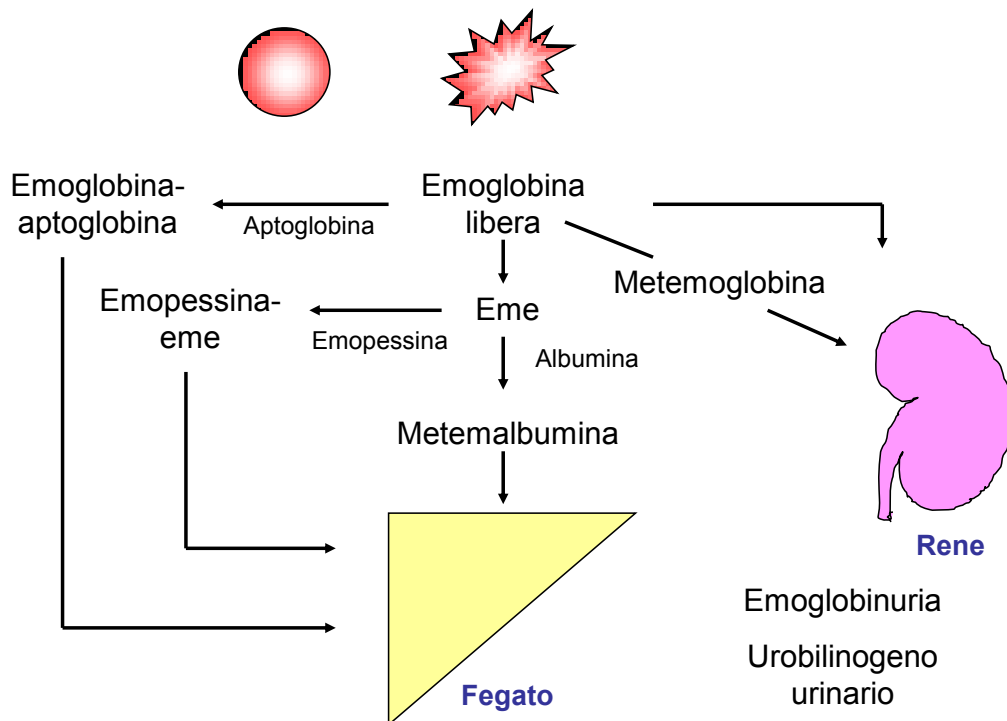 Emoglobina-
aptoglobina
Aptoglobina
Emoglobina
libera
Metemoglobina
Emopessina-
eme
Emopessina
Eme
Albumina
Metemalbumina
Rene
Emoglobinuria
Urobilinogeno
urinario
Fegato